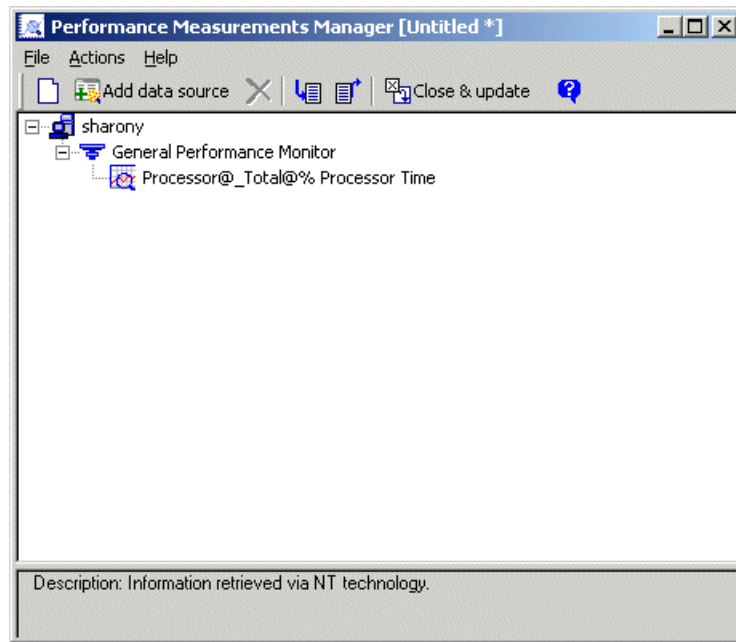 Performance Measurements Manager [Untitled *]
File Actions Help
Add data source Close & update
sharony
General Performance Monitor
Processor@_Total@% Processor Time
Description: Information retrieved via NT technology.